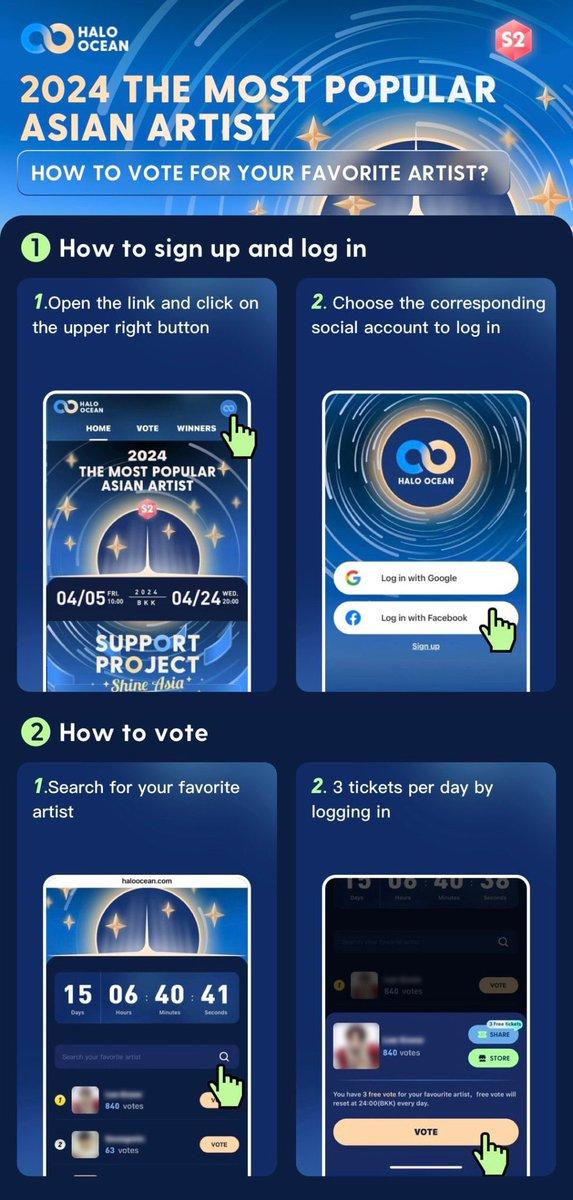 HALO
OCEAN
S2
2024 THE MOST POPULAR
ASIAN ARTIST
HOW TO VOTE FOR YOUR FAVORITE ARTIST?
1 How to sign up and log in
1.Open the link and click on
the upper right button
HALO
OCEAN
HOME VOTE WINNERS
2024
THE MOST POPULAR
ASIAN ARTIST
S2
04/05 FRI. 10:00 2024 BKK 04/24 WED. 20:00
SUPPORT
PROJECT
Shine Asia
2. Choose the corresponding
social account to log in
HALO OCEAN
Log in with Google
Log in with Facebook
Sign up
2 How to vote
1.Search for your favorite
artist
haloocean.com
15 06 : 40 : 41
Days Hours Minutes Seconds
Search your favorite artist
1
840 votes
2
63 votes
VOTE
2. 3 tickets per day by
logging in
15 06 : 40 : 38
Days Hours Minutes Seconds
Search your favorite artist
1
840 votes
VOTE
3 Free tickets
SHARE
840 votes
STORE
You have 3 free vote for your favourite artist, free vote will
reset at 24:00(BKK) every day.
VOTE